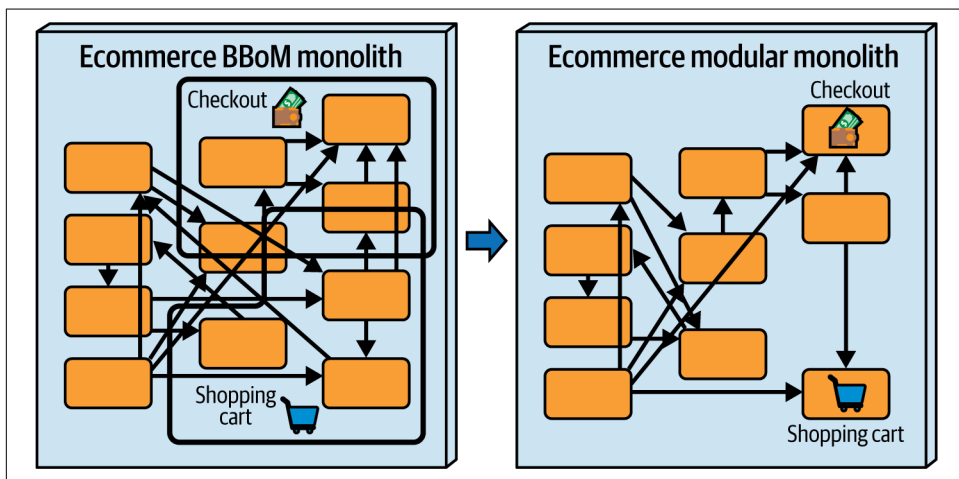 Ecommerce BBoM monolith
Checkout
Shopping
cart
Ecommerce modular monolith
Checkout
Shopping cart